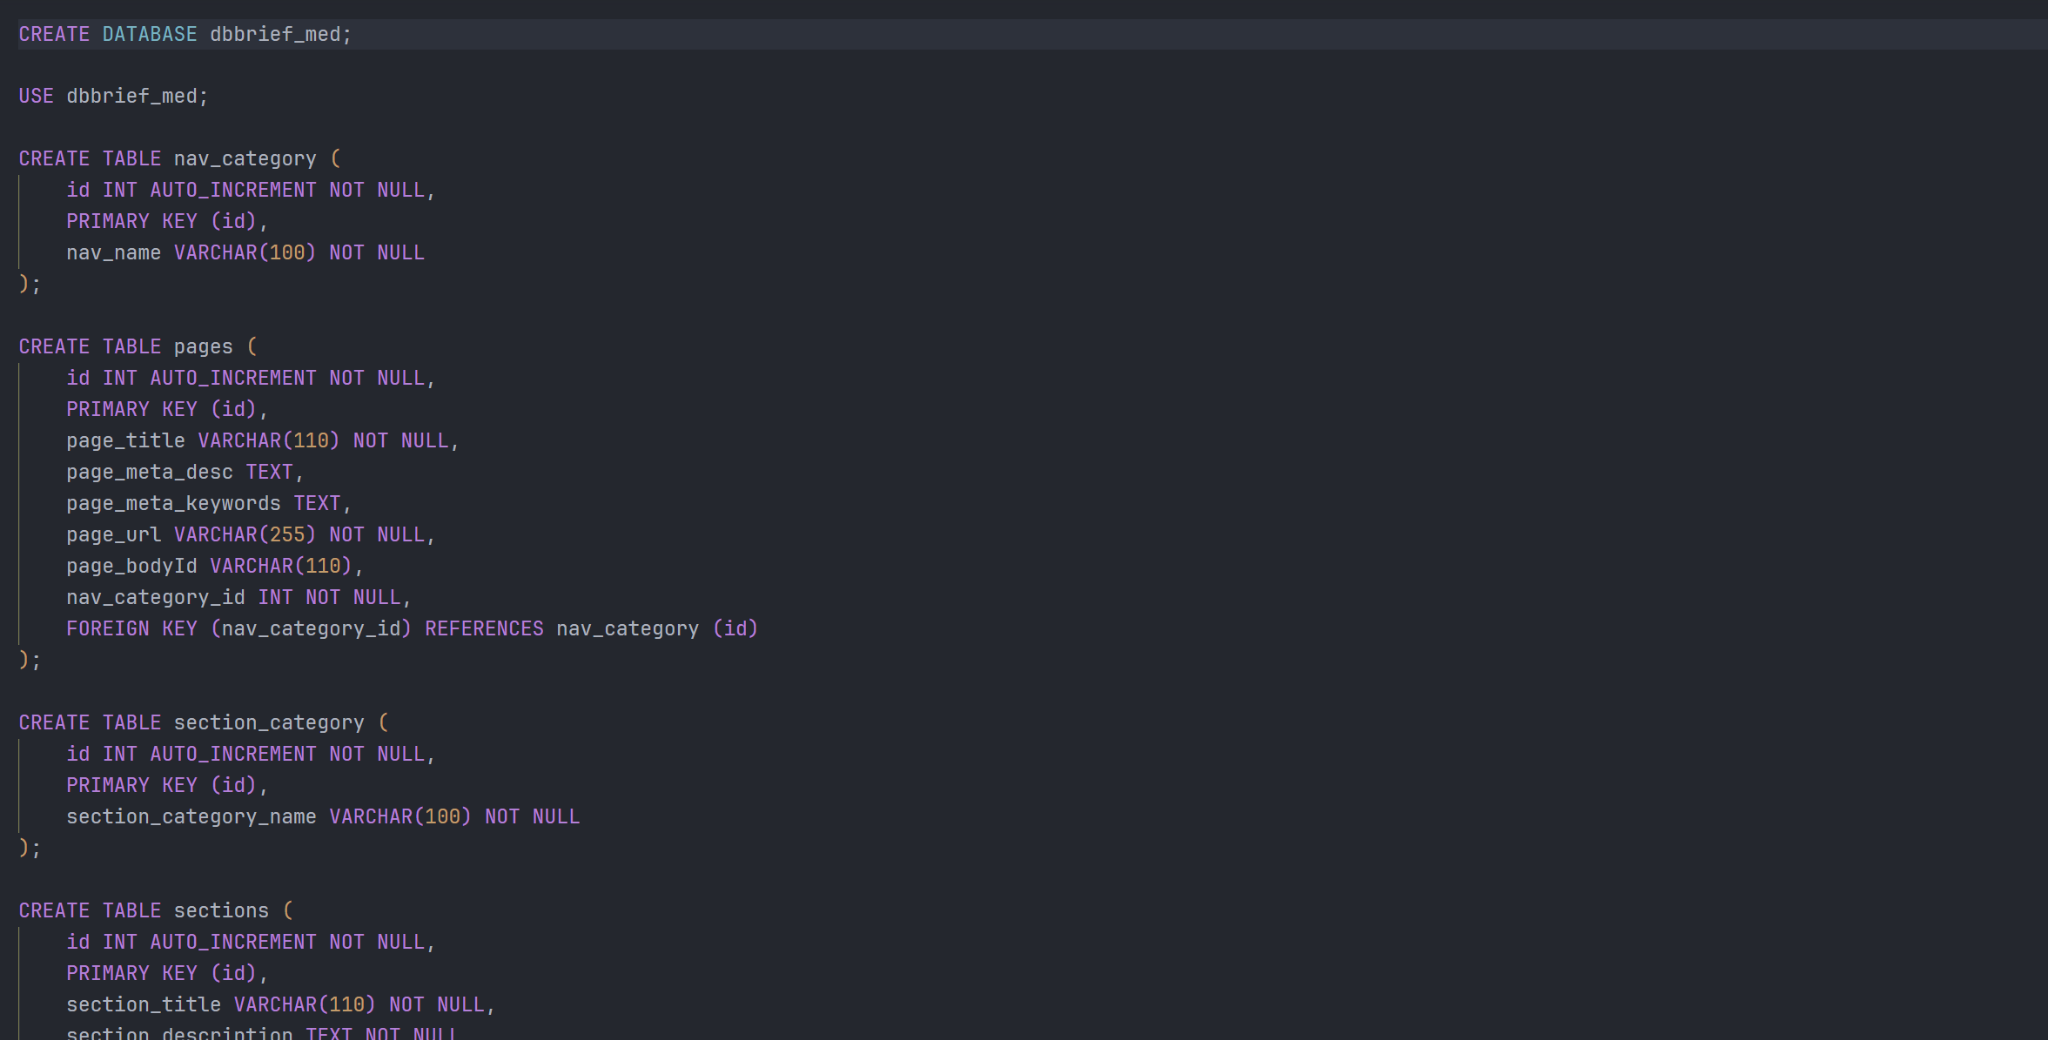 CREATE DATABASE dbbrief_med;
USE dbbrief_med;
CREATE TABLE nav_category (
id INT AUTO_INCREMENT NOT NULL,
PRIMARY KEY (id),
nav_name VARCHAR(100) NOT NULL
);
CREATE TABLE pages (
id INT AUTO_INCREMENT NOT NULL,
PRIMARY KEY (id),
page_title VARCHAR(110) NOT NULL,
page_meta_desc TEXT,
page_meta_keywords TEXT,
page_url VARCHAR(255) NOT NULL,
page_bodyId VARCHAR(110),
nav_category_id INT NOT NULL,
FOREIGN KEY (nav_category_id) REFERENCES nav_category (id)
);
CREATE TABLE section_category (
id INT AUTO_INCREMENT NOT NULL,
PRIMARY KEY (id),
section_category_name VARCHAR(100) NOT NULL
);
CREATE TABLE sections (
id INT AUTO_INCREMENT NOT NULL,
PRIMARY KEY (id),
section_title VARCHAR(110) NOT NULL,
section_description TEXT NOT NULL